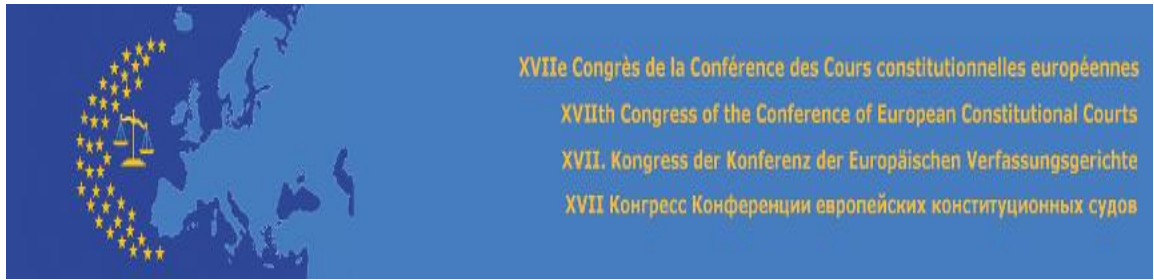 XVIIe Congrès de la Conférence des Cours constitutionnelles européennes
XVIIth Congress of the Conference of European Constitutional Courts
XVII. Kongress der Konferenz der Europäischen Verfassungsgerichte
XVII Конгресс Конференции европейских конституционных судов